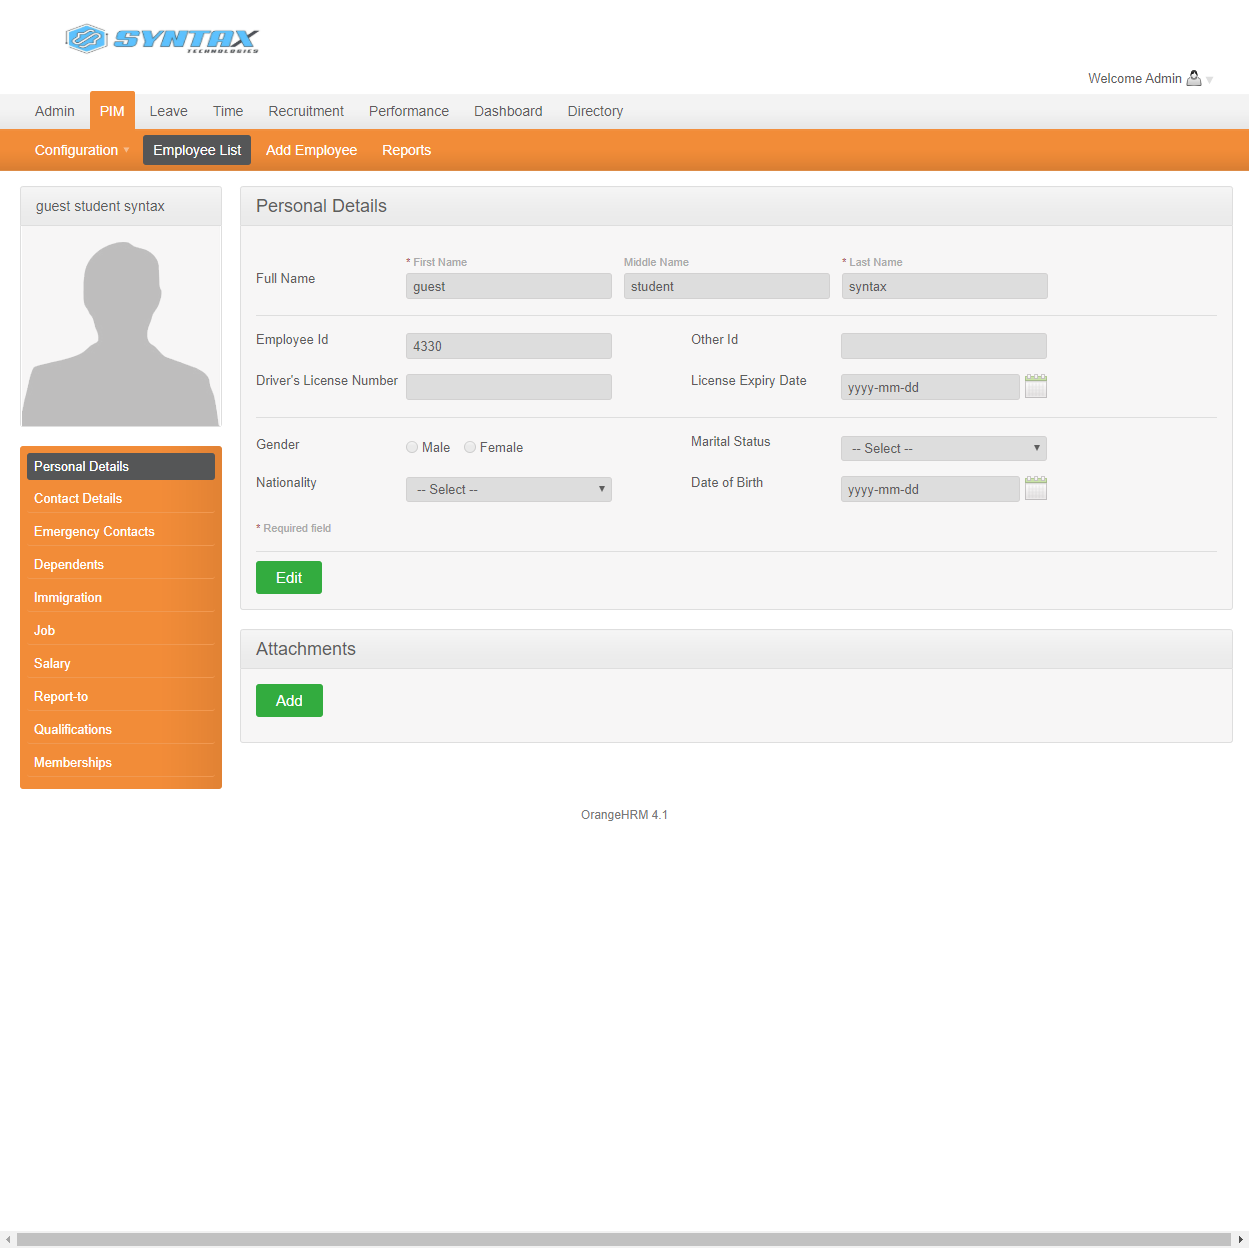 SYNTAX
TECHNOLOGIES
Welcome Admin
Admin PIM Leave Time Recruitment Performance Dashboard Directory
Configuration Employee List Add Employee Reports
guest student syntax
Personal Details
Contact Details
Emergency Contacts
Dependents
Immigration
Job
Salary
Report-to
Qualifications
Memberships
Personal Details
* First Name Middle Name * Last Name
Full Name guest student syntax
Employee Id 4330 Other Id
Driver's License Number License Expiry Date yyyy-mm-dd
Gender Male Female Marital Status -- Select --
Nationality -- Select -- Date of Birth yyyy-mm-dd
* Required field
Edit
Attachments
Add
OrangeHRM 4.1